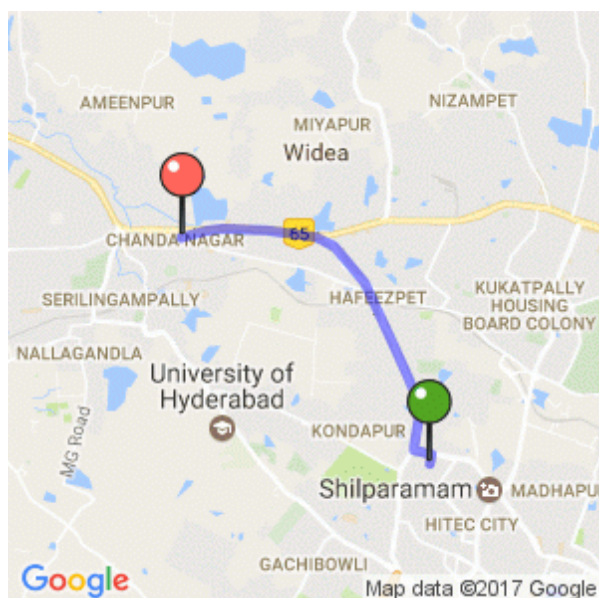 AMEENPUR
NIZAMPET
MIYAPUR
Widea
65
CHANDA NAGAR
HAFEEZPET
KUKATPALLY
HOUSING
BOARD COLONY
SERILINGAMPALLY
NALLAGANDLA
University of
Hyderabad
MG Road
KONDAPUR
Shilparamam
MADHAPU
HITEC CITY
GACHIBOWLI
Google
Map data ©2017 Google